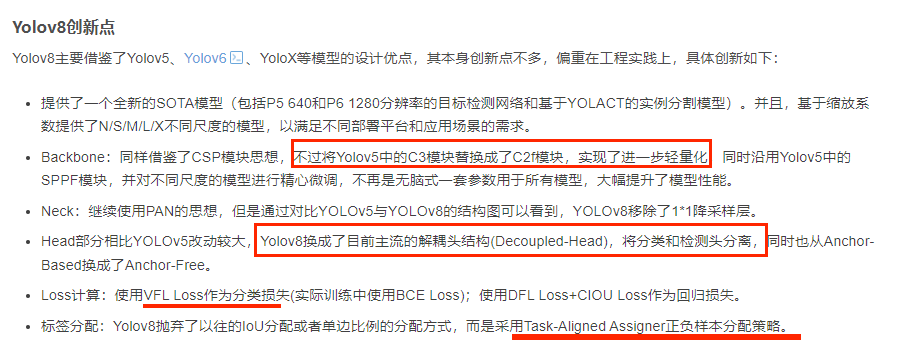 Yolov8创新点
Yolov8主要借鉴了Yolov5、Yolov6、YoloX等模型的设计优点，其本身创新点不多，偏重在工程实践上，具体创新如下：
• 提供了一个全新的SOTA模型（包括P5 640和P6 1280分辨率的目标检测网络和基于YOLACT的实例分割模型）。并且，基于缩放系
数提供了N/S/M/L/X不同尺度的模型，以满足不同部署平台和应用场景的需求。
• Backbone：同样借鉴了CSP模块思想，不过将Yolov5中的C3模块替换成了C2f模块，实现了进一步轻量化 同时沿用Yolov5中的
SPPF模块，并对不同尺度的模型进行精心微调，不再是无脑式一套参数用于所有模型，大幅提升了模型性能。
• Neck：继续使用PAN的思想，但是通过对比YOLOv5与YOLOv8的结构图可以看到，YOLOv8移除了1*1降采样层。
• Head部分相比YOLOv5改动较大，Yolov8换成了目前主流的解耦头结构(Decoupled-Head)，将分类和检测头分离，同时也从Anchor-
Based换成了Anchor-Free。
• Loss计算：使用VFL Loss作为分类损失(实际训练中使用BCE Loss)；使用DFL Loss+CIOU Loss作为回归损失。
• 标签分配：Yolov8抛弃了以往的IoU分配或者单边比例的分配方式，而是采用Task-Aligned Assigner正负样本分配策略。